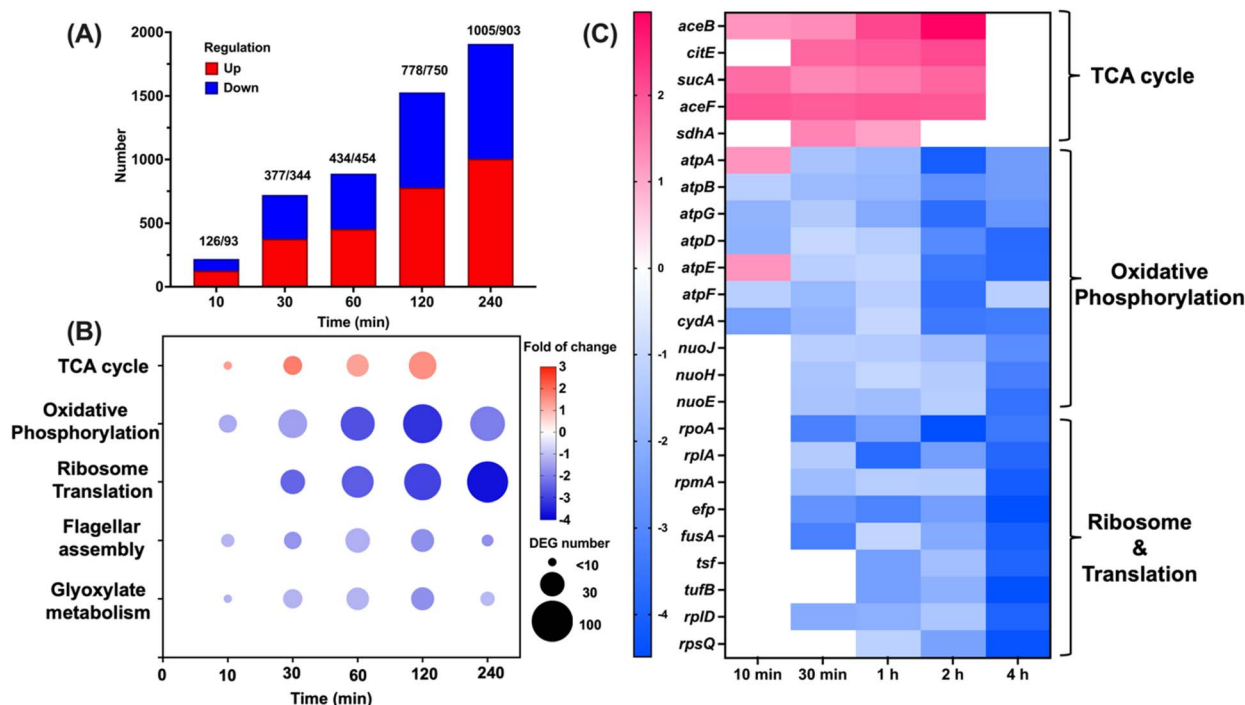 (A)
2000
1500
1000
500
0
Number
Regulation
Up
Down
126/93
377/344
434/454
778/750
1005/903
10
30
60
120
240
Time (min)
(B)
TCA cycle
Oxidative
Phosphorylation
Ribosome
Translation
Flagellar
assembly
Glyoxylate
metabolism
0
10
30
60
120
240
Time (min)
Fold of change
3
2
1
0
-1
-2
-3
-4
DEG number
<10
30
100
(C)
2
1
0
-1
-2
-3
-4
aceB
citE
sucA
aceF
sdhA
atpA
atpB
atpG
atpD
atpE
atpF
cydA
nuoJ
nuoH
nuoE
rpoA
rplA
rpmA
efp
fusA
tsf
tufB
rplD
rpsQ
10 min
30 min
1 h
2 h
4 h
TCA cycle
Oxidative
Phosphorylation
Ribosome
&
Translation